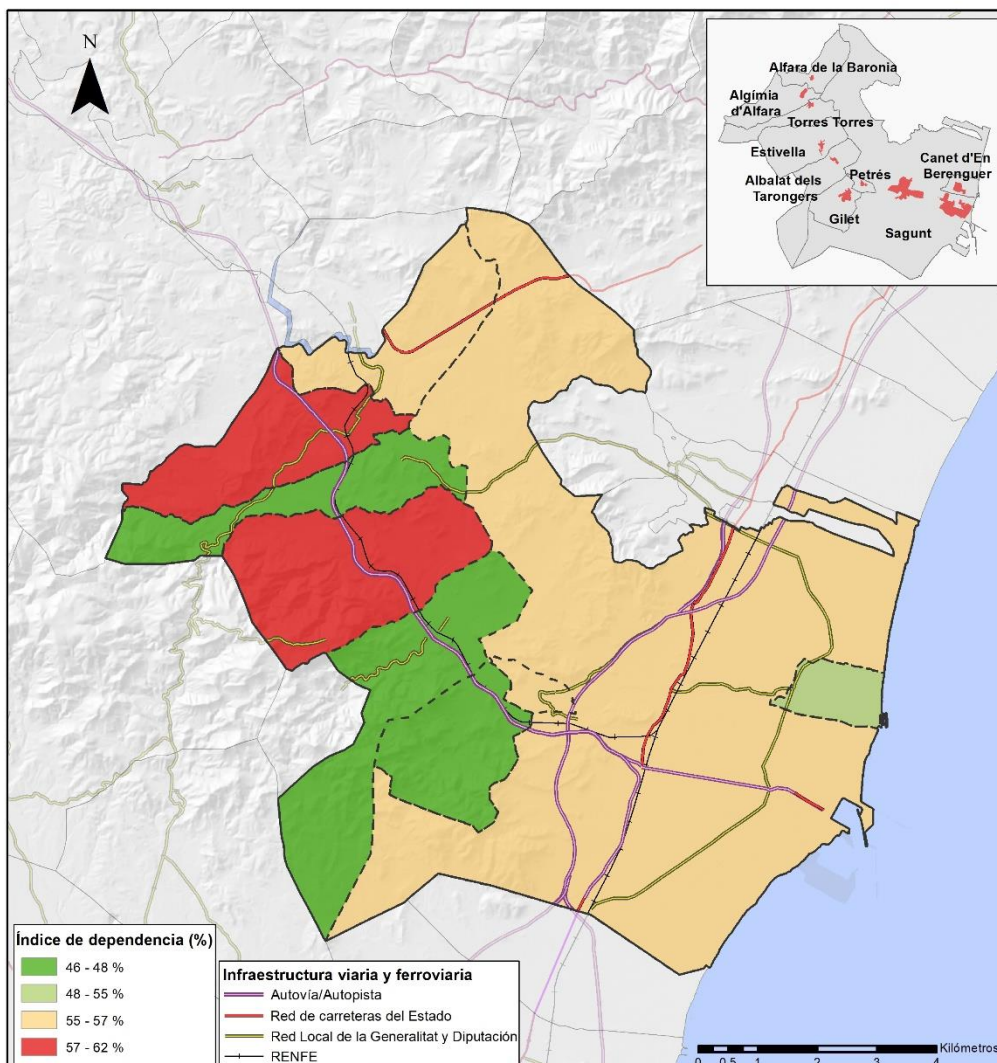 N
Alfara de la Baronia
Algímia
d'Alfara
Torres Torres
Estivella
Canet d'En
Berenguer
Petrés
Albalat dels
Tarongers
Gilet
Sagunt
Índice de dependencia (%)
46 - 48 %
48 - 55 %
55 - 57 %
57 - 62 %
Infraestructura viaria y ferroviaria
Autovía/Autopista
Red de carreteras del Estado
Red Local de la Generalitat y Diputación
RENFE
Kilómetros
0 0,5 1 2 3 4